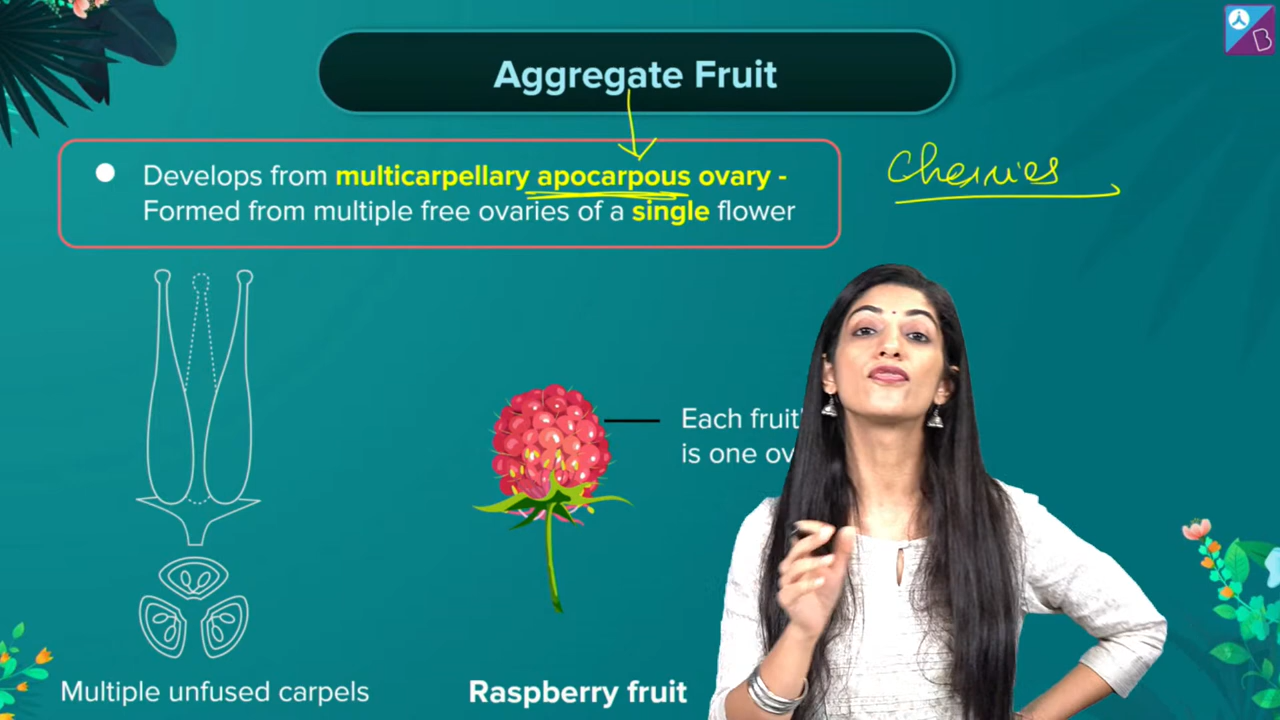 Aggregate Fruit
Develops from multicarpellary apocarpous ovary -
Formed from multiple free ovaries of a single flower
Cherries
Each fruit
is one ov
Multiple unfused carpels
Raspberry fruit
B